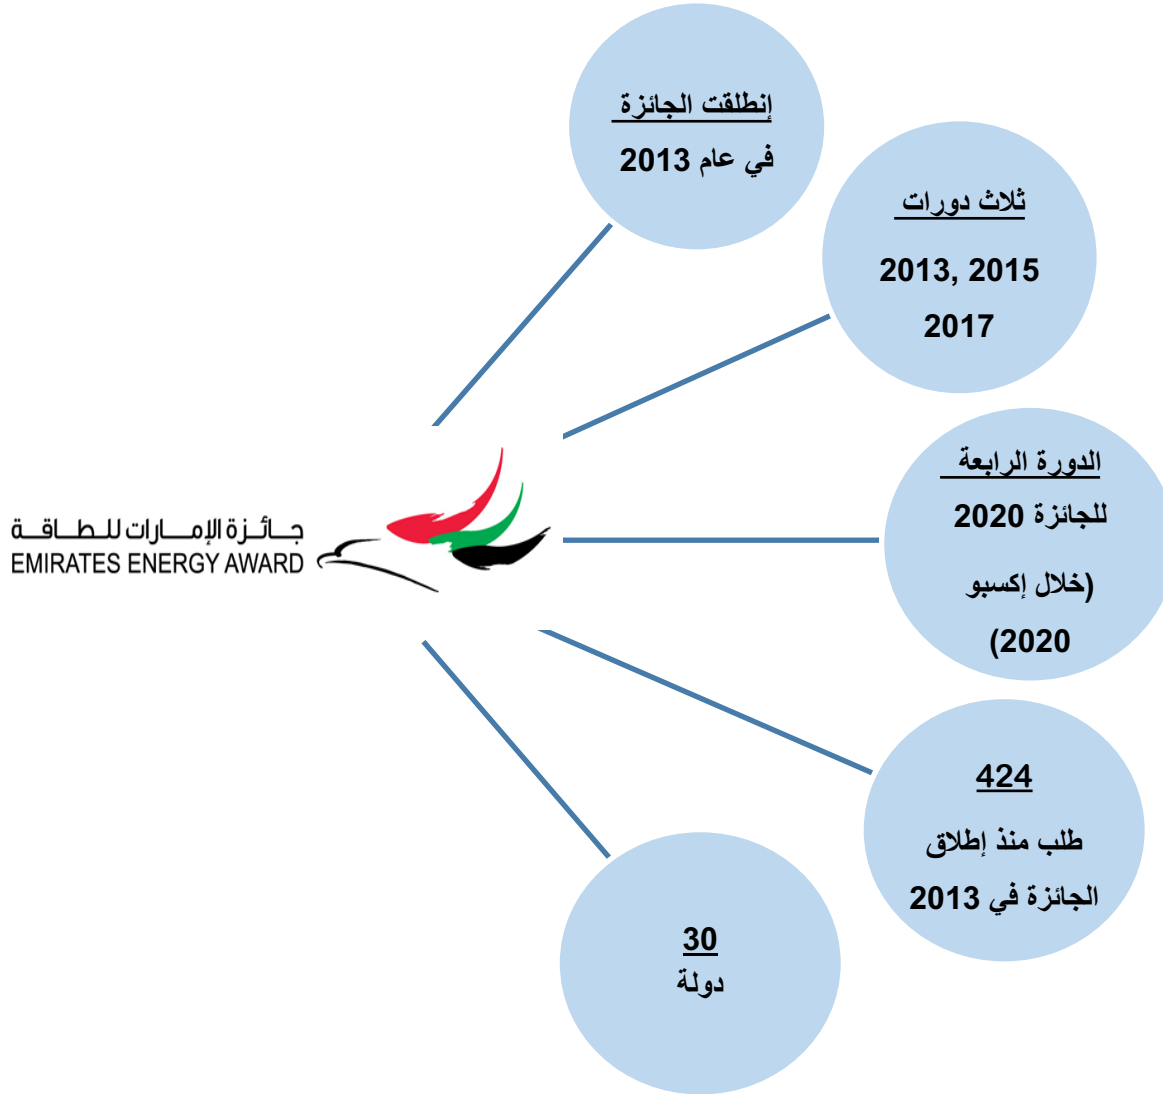 إنطلقت الجائزة
في عام 2013
ثلاث دورات
2013, 2015
2017
الدورة الرابعة
للجائزة 2020
(خلال إكسبو
2020)
جائزة الإمارات للطاقة
EMIRATES ENERGY AWARD
424
طلب منذ إطلاق
الجائزة في 2013
30
دولة